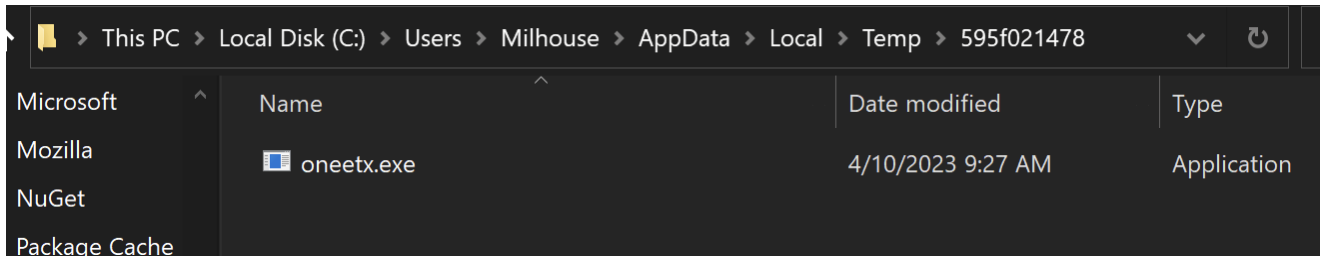 This PC > Local Disk (C:) > Users > Milhouse > AppData > Local > Temp > 595f021478
Microsoft
Name Date modified Type
Mozilla
oneetx.exe 4/10/2023 9:27 AM Application
NuGet
Package Cache